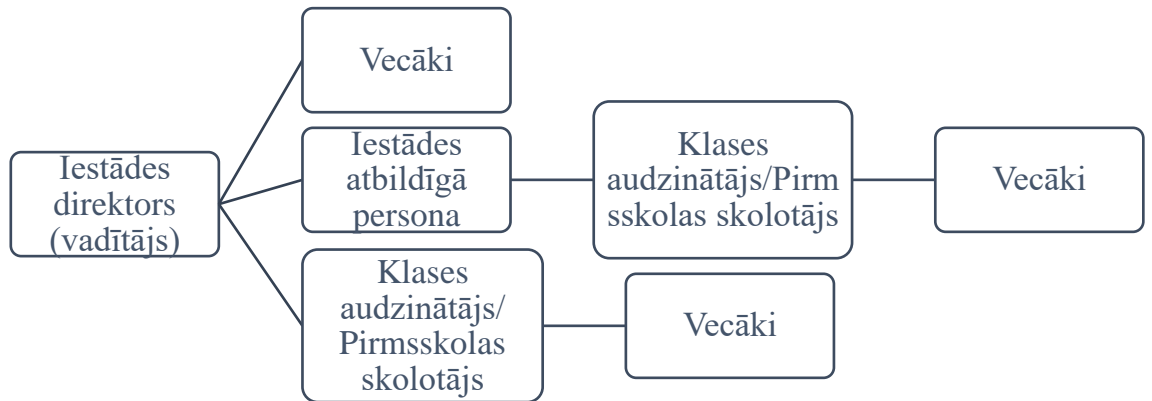 Vecāki
Iestādes
direktors
(vadītājs)
Iestādes
atbildīgā
persona
Klases
audzinātājs/Pirm
sskolas skolotājs
Vecāki
Klases
audzinātājs/
Pirmsskolas
skolotājs
Vecāki